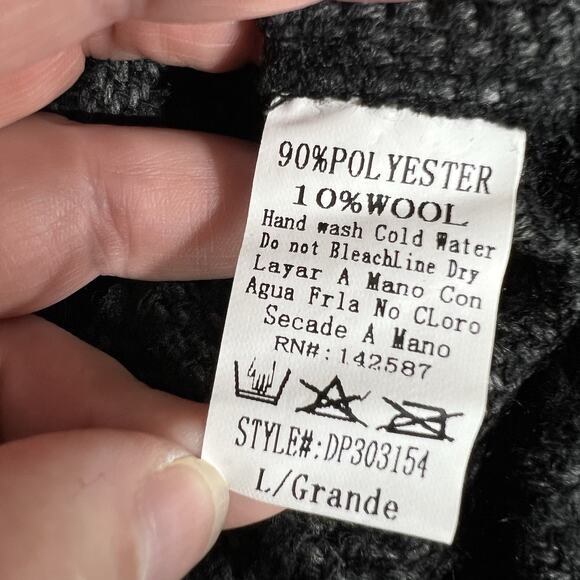 90%POLYESTER
10%WOOL
Hand wash Cold Water
Do not BleachLine Dry
Layar A Mano Con
Agua Frla No CLoro
Secade A Mano
RN#:142587
STYLE#:DP303154
L/Grande